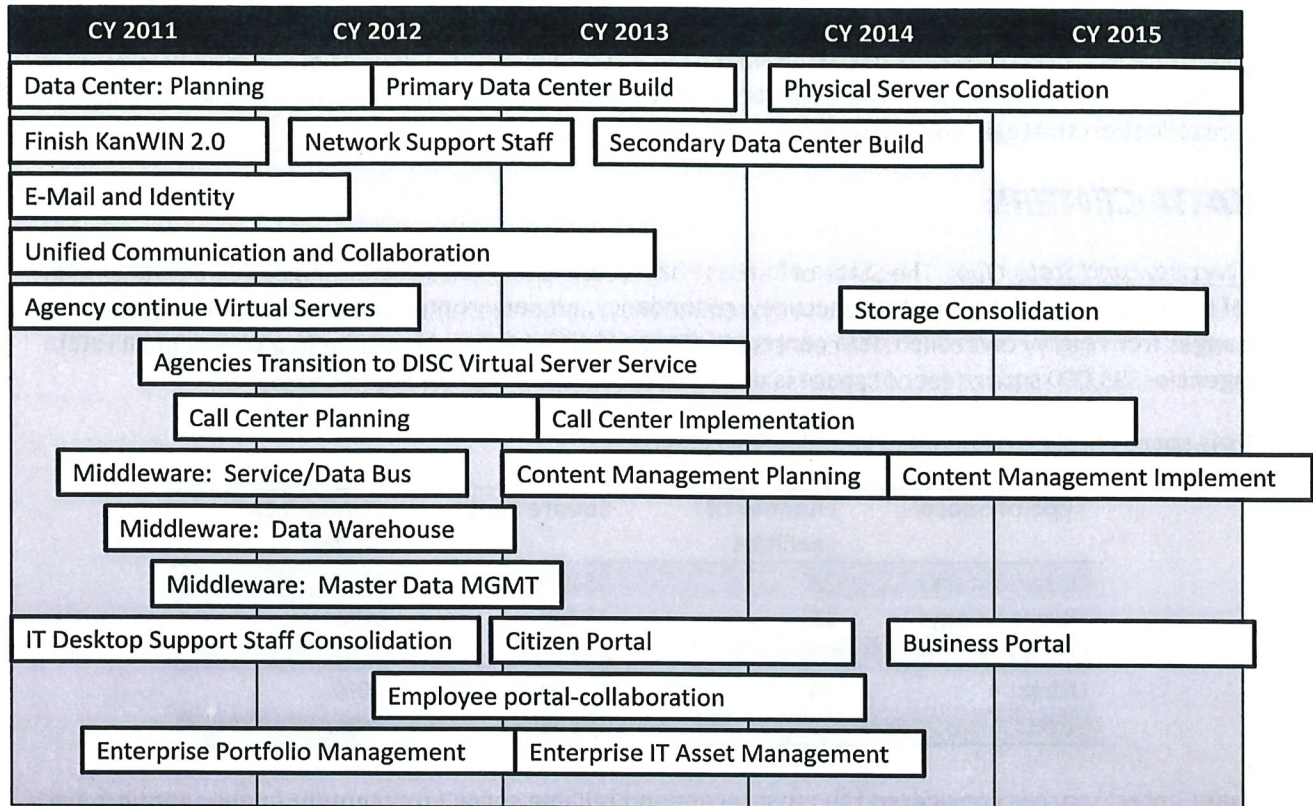 CY 2011 CY 2012 CY 2013 CY 2014 CY 2015
Data Center: Planning Primary Data Center Build Physical Server Consolidation
Finish KanWIN 2.0 Network Support Staff Secondary Data Center Build
E-Mail and Identity
Unified Communication and Collaboration
Agency continue Virtual Servers Storage Consolidation
Agencies Transition to DISC Virtual Server Service
Call Center Planning Call Center Implementation
Middleware: Service/Data Bus Content Management Planning Content Management Implement
Middleware: Data Warehouse
Middleware: Master Data MGMT
IT Desktop Support Staff Consolidation Citizen Portal Business Portal
Employee portal-collaboration
Enterprise Portfolio Management Enterprise IT Asset Management